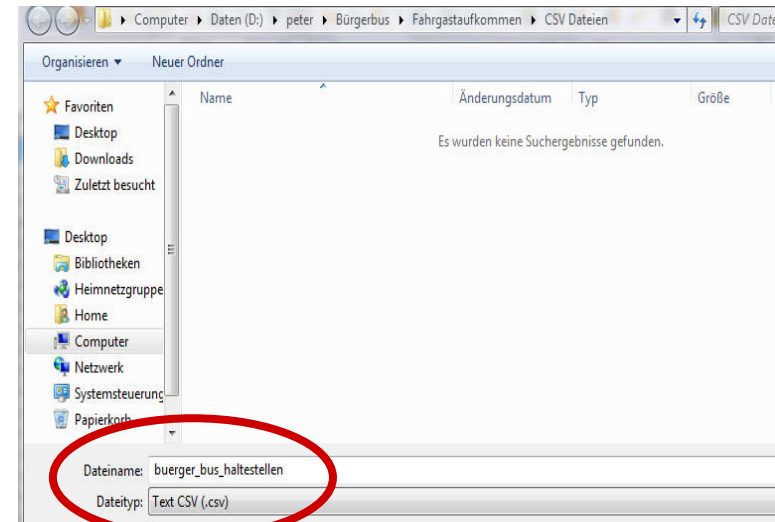 Computer ▸ Daten (D:) ▸ peter ▸ Bürgerbus ▸ Fahrgastaufkommen ▸ CSV Dateien
CSV Date
Organisieren Neuer Ordner
Name Änderungsdatum Typ Größe
Es wurden keine Suchergebnisse gefunden.
Favoriten
Desktop
Downloads
Zuletzt besucht
Desktop
Bibliotheken
Heimnetzgruppe
Home
Computer
Netzwerk
Systemsteuerung
Papierkorb
Dateiname: buerger_bus_haltestellen
Dateityp: Text CSV (.csv)